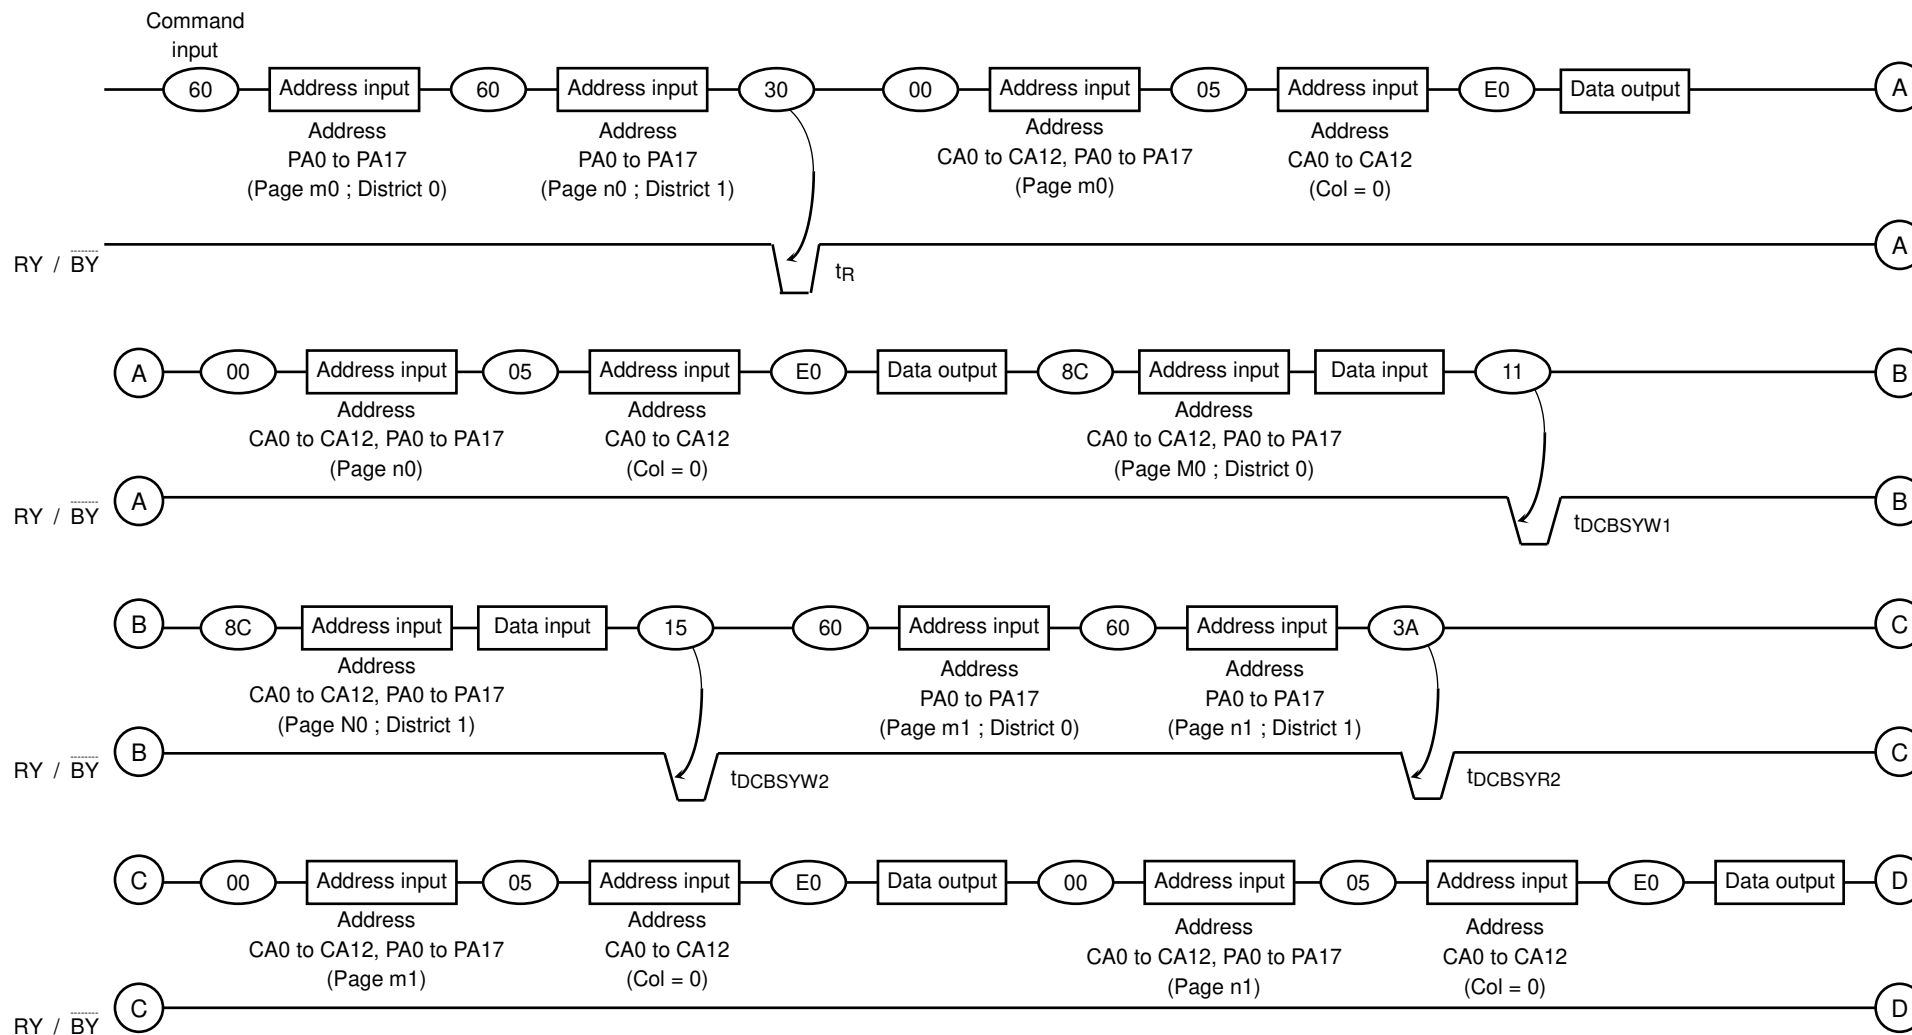 Command
input
60 Address input 60 Address input 30 00 Address input 05 Address input E0 Data output A
Address
PA0 to PA17
(Page m0 ; District 0)
Address
PA0 to PA17
(Page n0 ; District 1)
Address
CA0 to CA12, PA0 to PA17
(Page m0)
Address
CA0 to CA12
(Col = 0)
RY / BY tR A
A 00 Address input 05 Address input E0 Data output 8C Address input Data input 11 B
Address
CA0 to CA12, PA0 to PA17
(Page n0)
Address
CA0 to CA12
(Col = 0)
Address
CA0 to CA12, PA0 to PA17
(Page M0 ; District 0)
RY / BY A tDCBSYW1 B
B 8C Address input Data input 15 60 Address input 60 Address input 3A C
Address
CA0 to CA12, PA0 to PA17
(Page N0 ; District 1)
Address
PA0 to PA17
(Page m1 ; District 0)
Address
PA0 to PA17
(Page n1 ; District 1)
RY / BY B tDCBSYW2 tDCBSYR2 C
C 00 Address input 05 Address input E0 Data output 00 Address input 05 Address input E0 Data output D
Address
CA0 to CA12, PA0 to PA17
(Page m1)
Address
CA0 to CA12
(Col = 0)
Address
CA0 to CA12, PA0 to PA17
(Page n1)
Address
CA0 to CA12
(Col = 0)
RY / BY C D